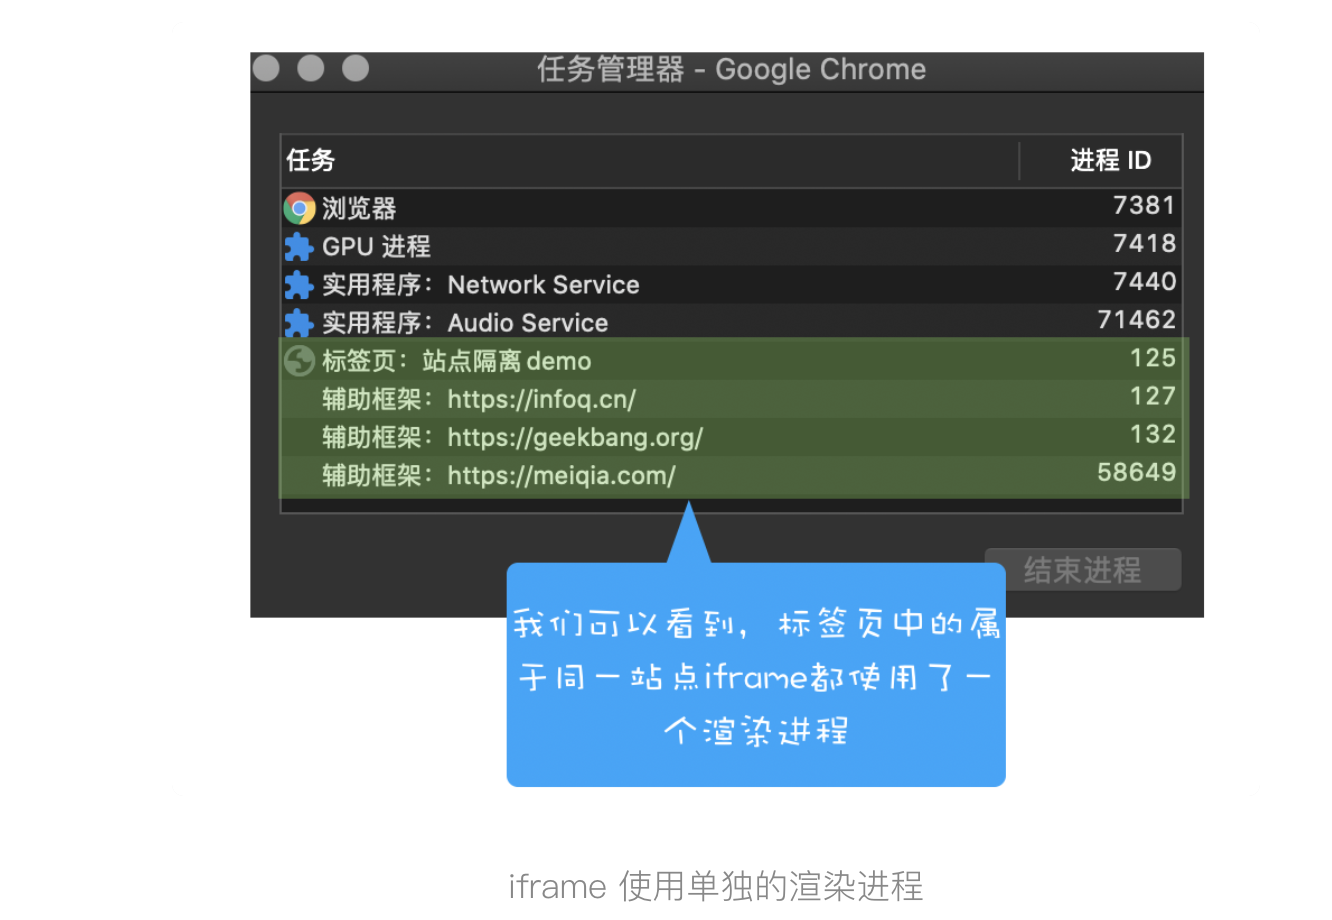 任务管理器 - Google Chrome
任务 进程 ID
浏览器 7381
GPU 进程 7418
实用程序：Network Service 7440
实用程序：Audio Service 71462
标签页：站点隔离 demo 125
辅助框架：https://infoq.cn/ 127
辅助框架：https://geekbang.org/ 132
辅助框架：https://meiqia.com/ 58649
结束进程
我们可以看到，标签页中的属
于同一站点iframe都使用了一
个渲染进程
iframe 使用单独的渲染进程